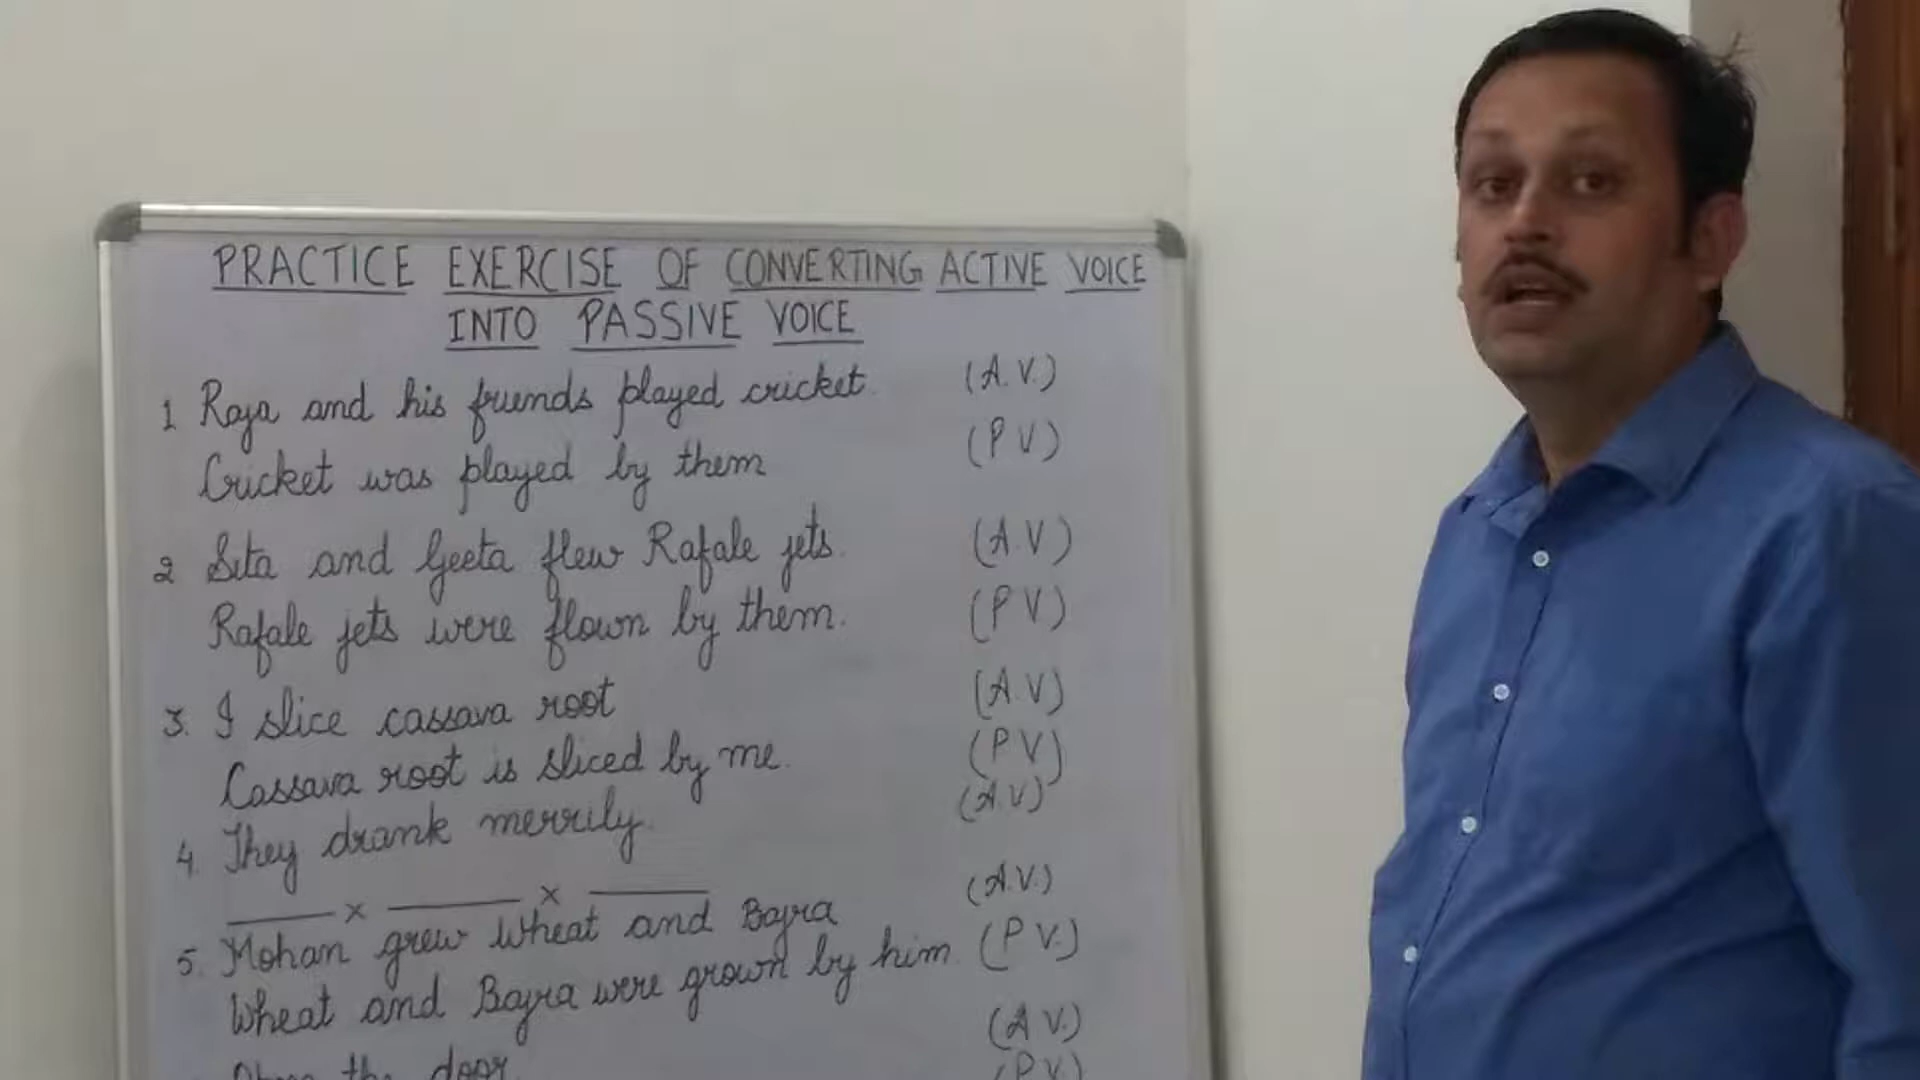 PRACTICE EXERCISE OF CONVERTING ACTIVE VOICE
INTO PASSIVE VOICE
1 Raja and his friends played cricket. (A.V.)
Cricket was played by them (P V)
2 Sita and Geeta flew Rafale jets. (A.V)
Rafale jets were flown by them. (P V)
3. I slice cassava root (A.V)
Cassava root is sliced by me. (P V)
4. They drank merrily. (A.V)
x x
5. Mohan grew wheat and Bajra (A.V.)
Wheat and Bajra were grown by him. (P V.)
the door. (A V.)
(P V)